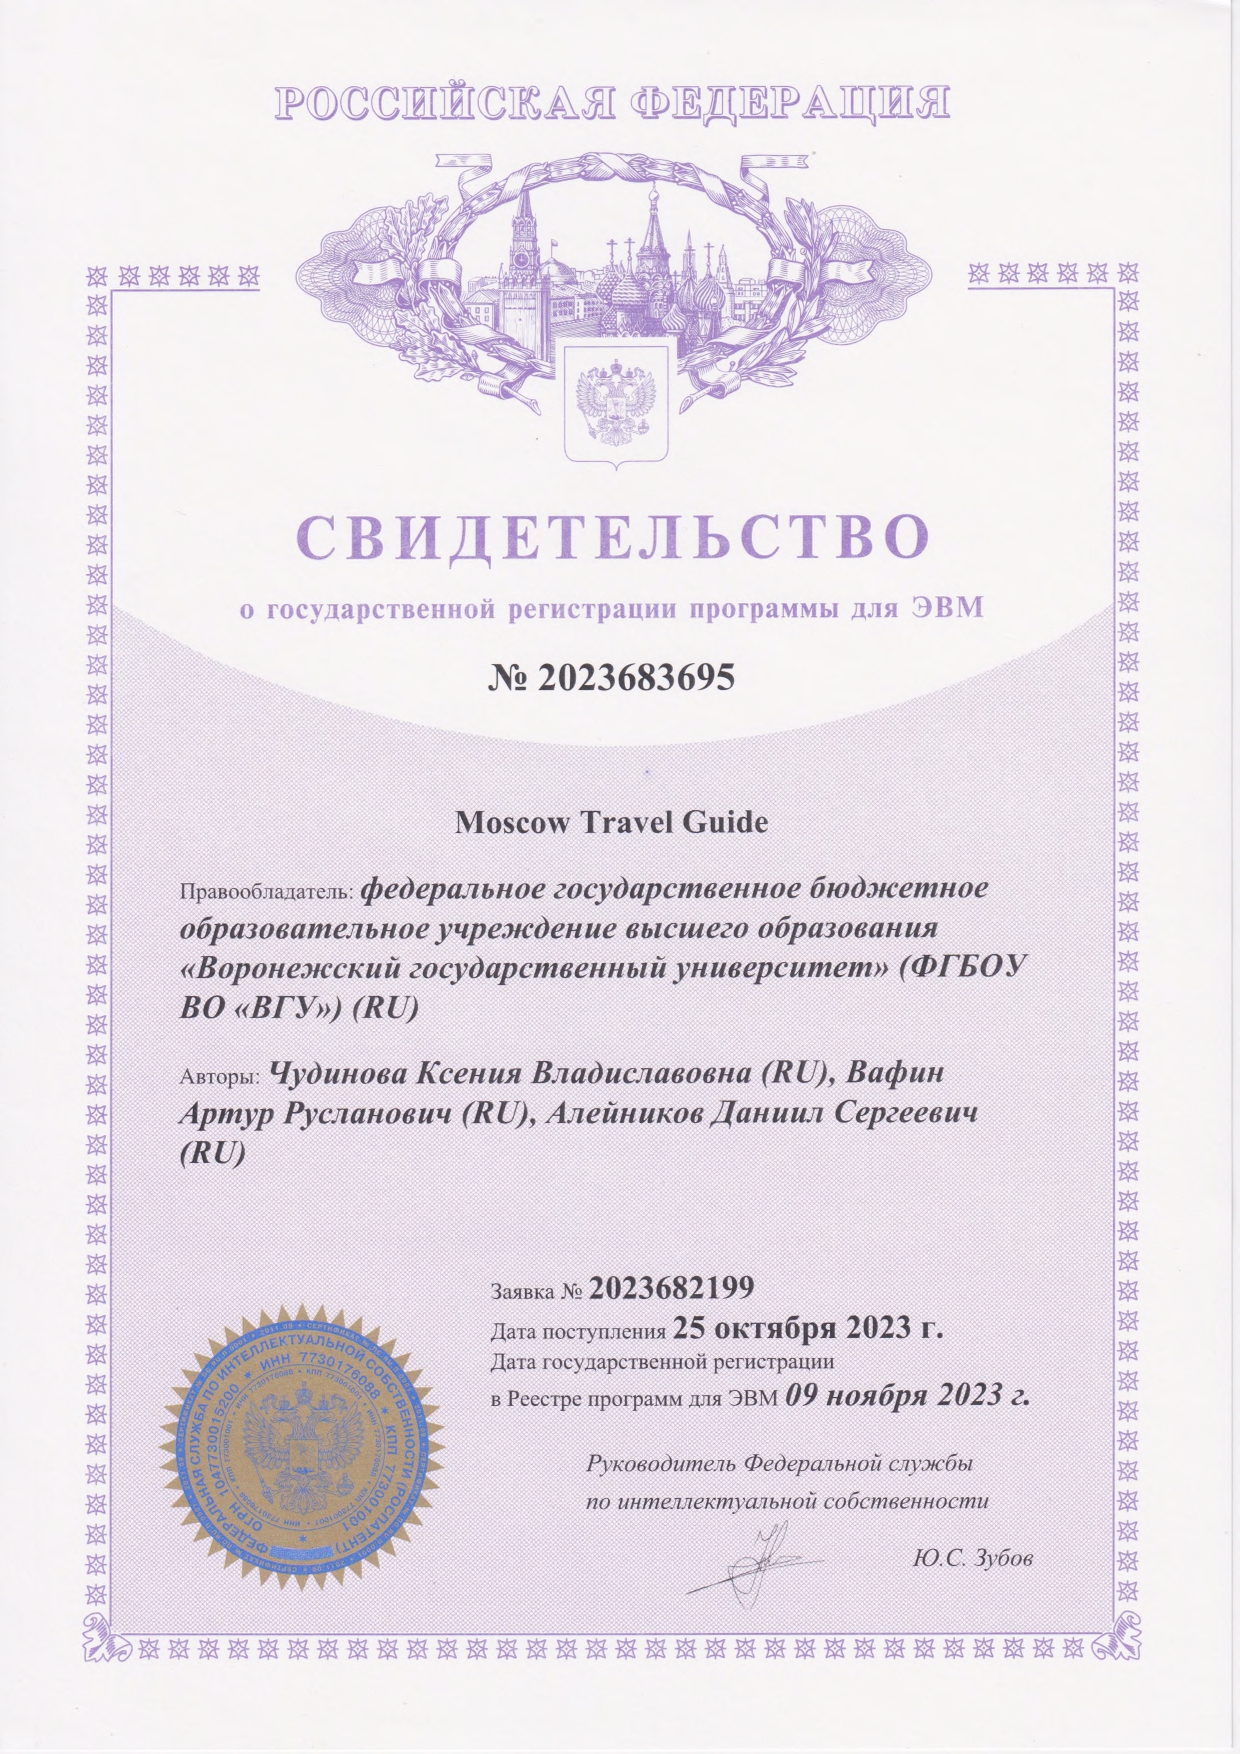 РОССИЙСКАЯ ФЕДЕРАЦИЯ
СВИДЕТЕЛЬСТВО
о государственной регистрации программы для ЭВМ
№ 2023683695
Moscow Travel Guide
Правообладатель: федеральное государственное бюджетное
образовательное учреждение высшего образования
«Воронежский государственный университет» (ФГБОУ
ВО «ВГУ») (RU)
Авторы: Чудинова Ксения Владиславовна (RU), Вафин
Артур Русланович (RU), Алейников Даниил Сергеевич
(RU)
Заявка № 2023682199
Дата поступления 25 октября 2023 г.
Дата государственной регистрации
в Реестре программ для ЭВМ 09 ноября 2023 г.
Руководитель Федеральной службы
по интеллектуальной собственности
Ю.С. Зубов
ФЕДЕРАЛЬНАЯ СЛУЖБА ПО ИНТЕЛЛЕКТУАЛЬНОЙ СОБСТВЕННОСТИ (РОСПАТЕНТ)
ОГРН 1047730015200 * ИНН 7730176088 * КПП 773001001